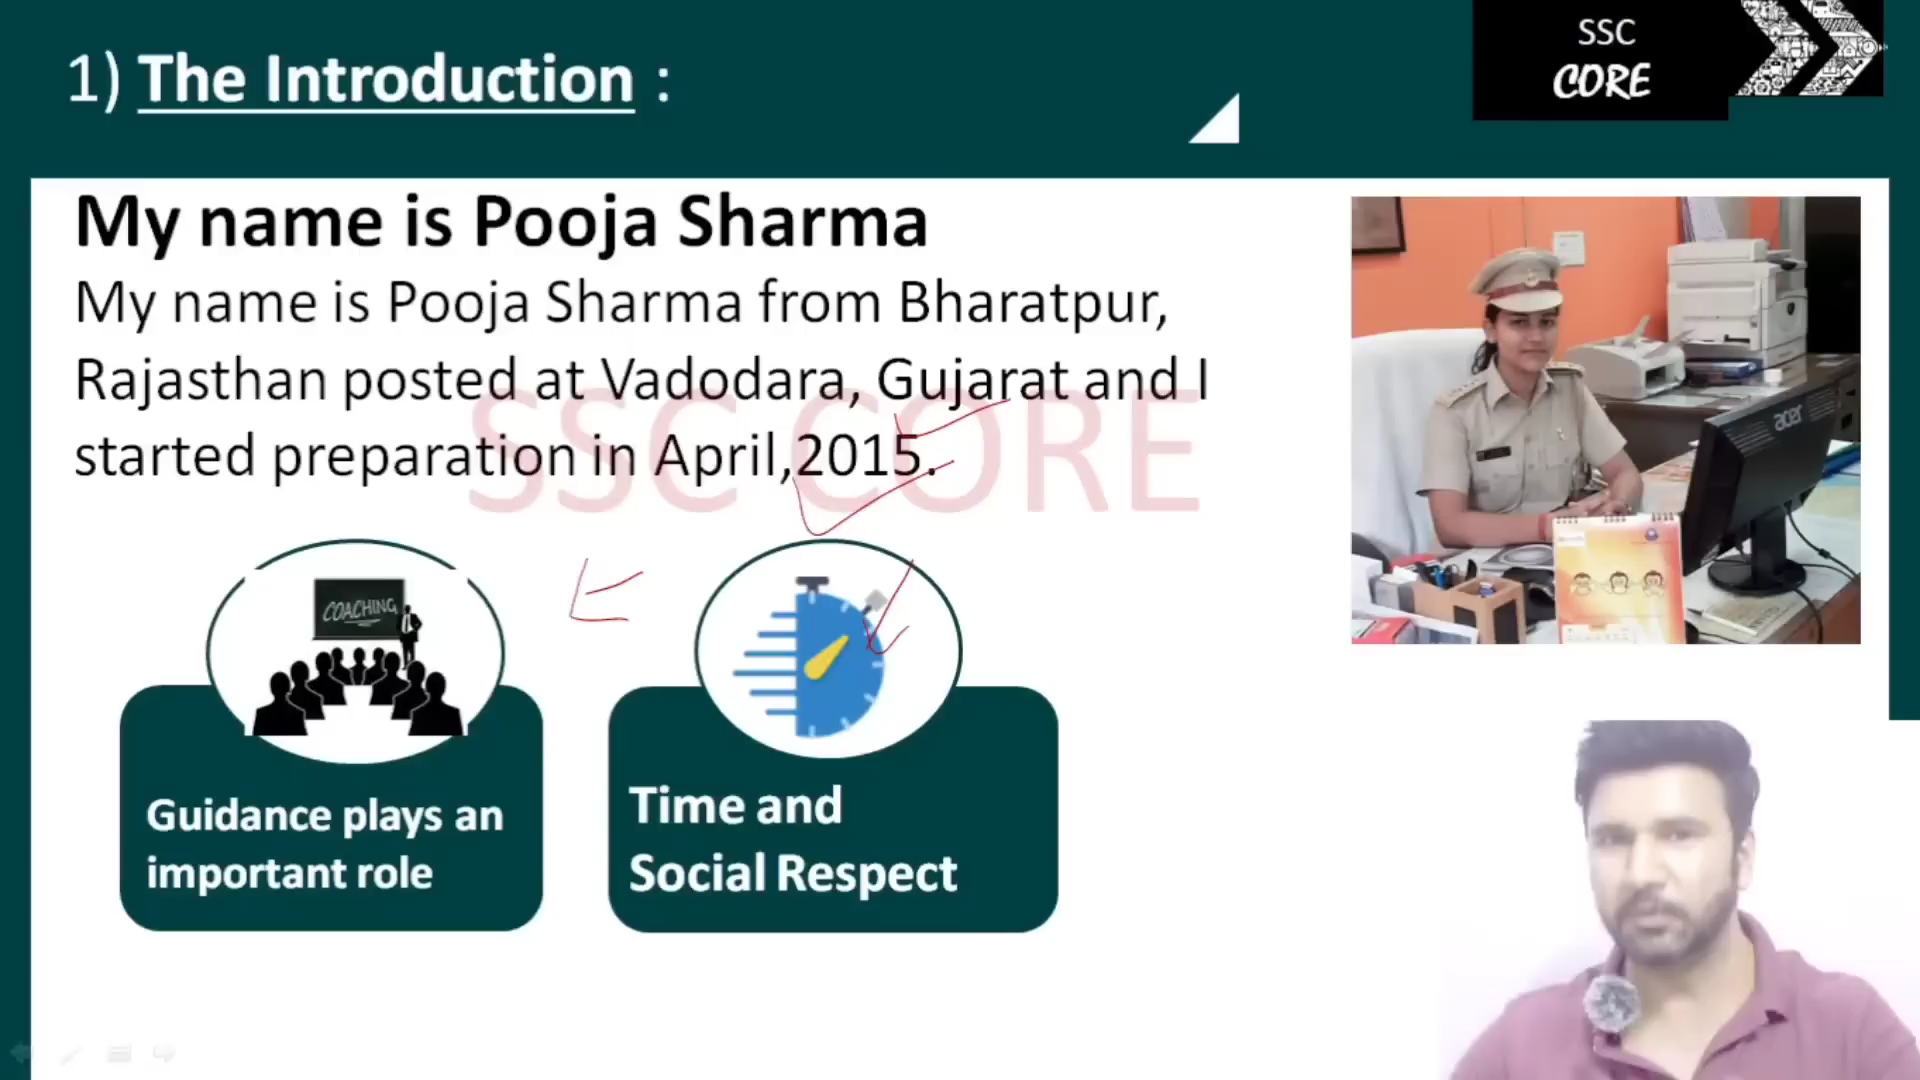 1) The Introduction :
SSC
CORE
My name is Pooja Sharma
My name is Pooja Sharma from Bharatpur,
Rajasthan posted at Vadodara, Gujarat and I
started preparation in April,2015.
SSC CORE
COACHING
Guidance plays an
important role
Time and
Social Respect
acer